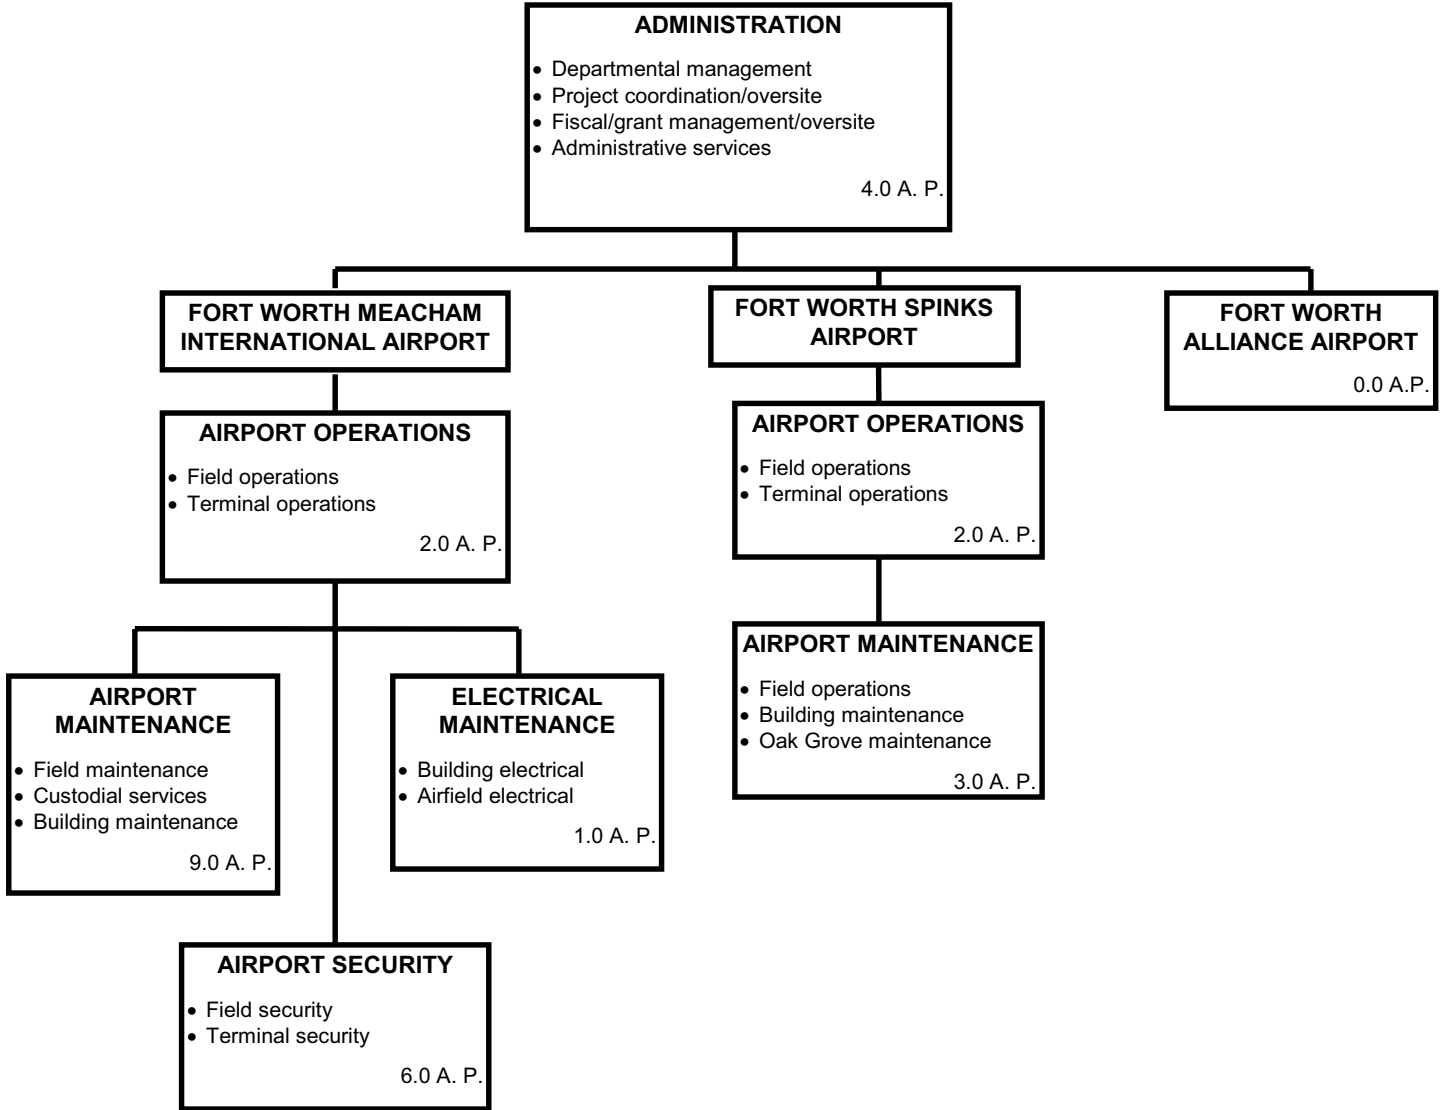 ADMINISTRATION
• Departmental management
• Project coordination/oversite
• Fiscal/grant management/oversite
• Administrative services
4.0 A. P.
FORT WORTH MEACHAM
INTERNATIONAL AIRPORT
FORT WORTH SPINKS
AIRPORT
FORT WORTH
ALLIANCE AIRPORT
0.0 A.P.
AIRPORT OPERATIONS
• Field operations
• Terminal operations
2.0 A. P.
AIRPORT OPERATIONS
• Field operations
• Terminal operations
2.0 A. P.
AIRPORT
MAINTENANCE
• Field maintenance
• Custodial services
• Building maintenance
9.0 A. P.
ELECTRICAL
MAINTENANCE
• Building electrical
• Airfield electrical
1.0 A. P.
AIRPORT MAINTENANCE
• Field operations
• Building maintenance
• Oak Grove maintenance
3.0 A. P.
AIRPORT SECURITY
• Field security
• Terminal security
6.0 A. P.